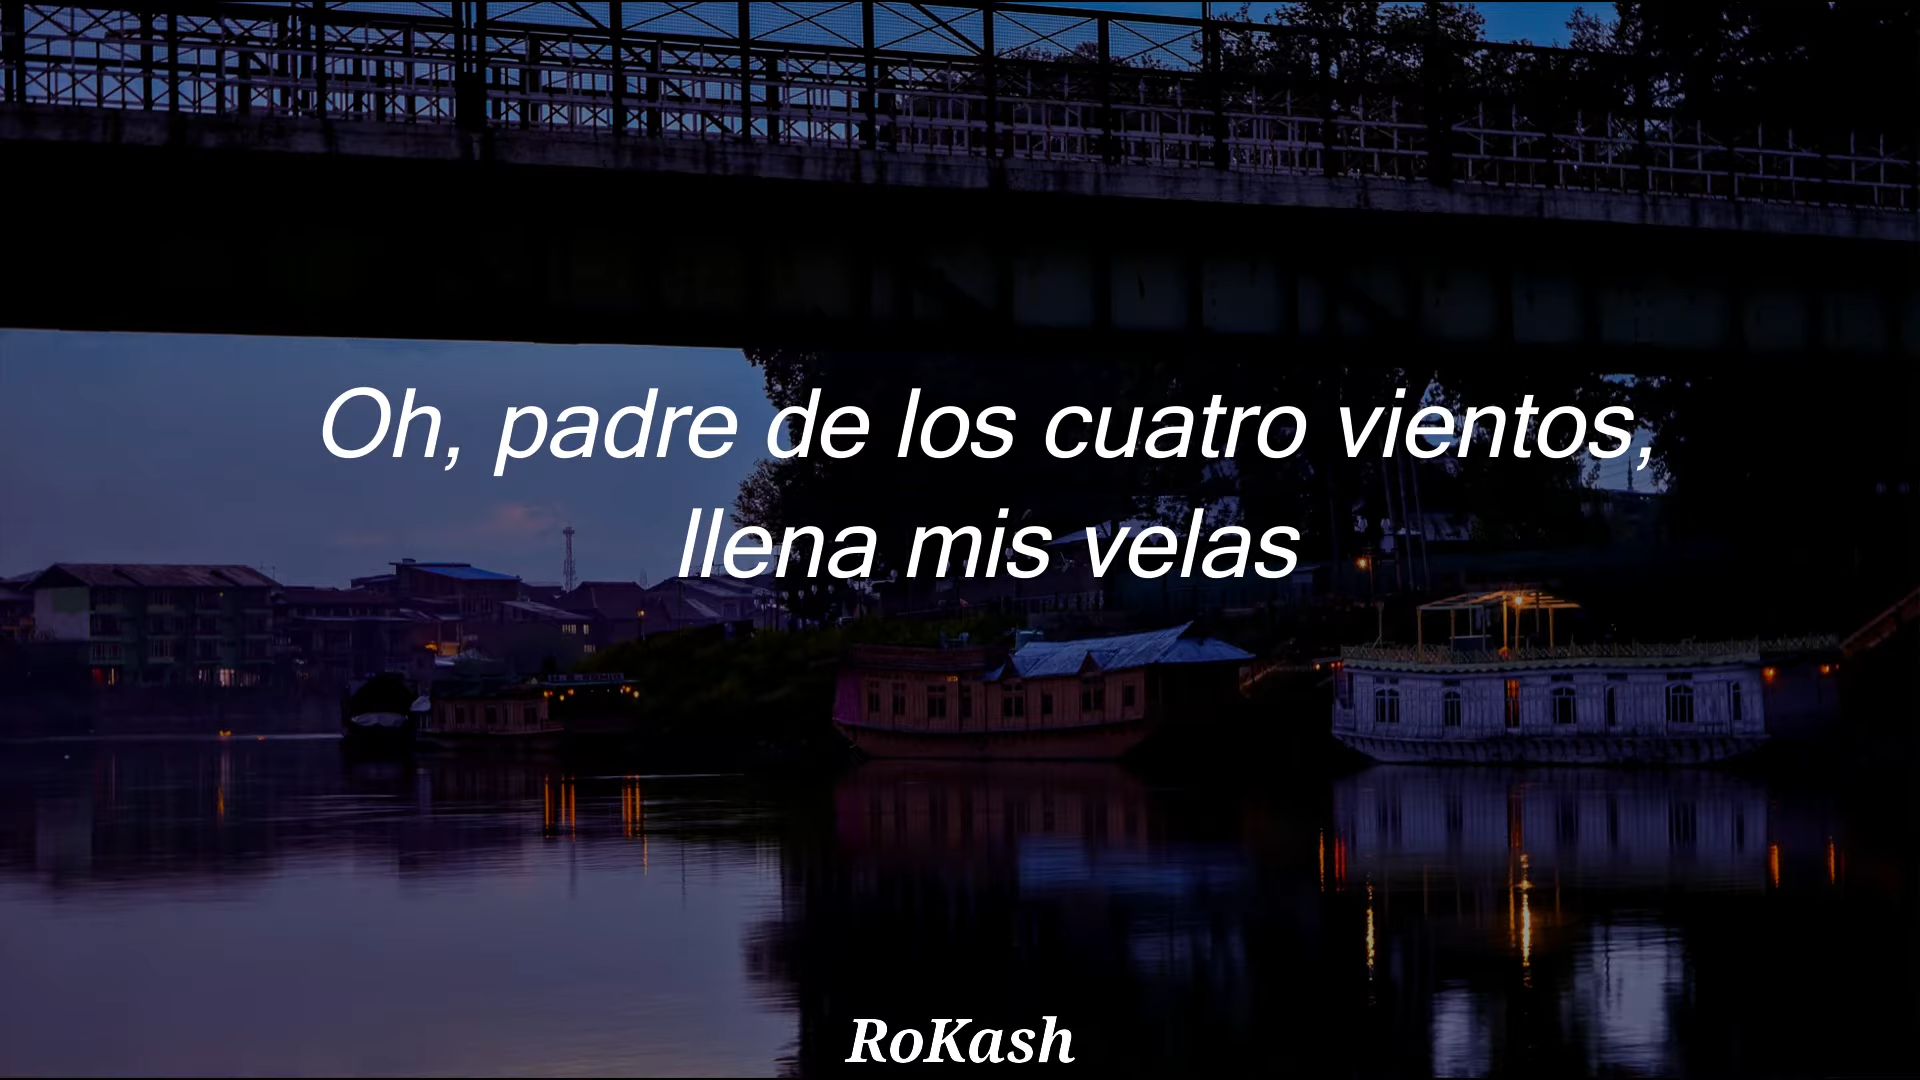 Oh, padre de los cuatro vientos,
llena mis velas
RoKash